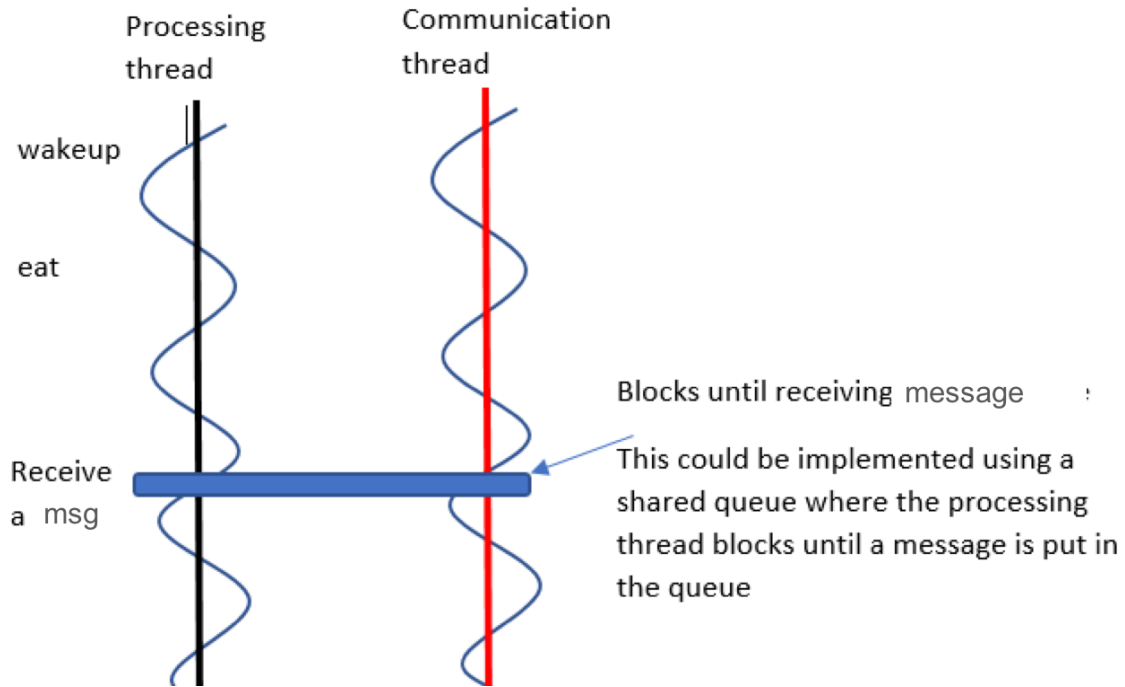 Processing
thread
Communication
thread
wakeup
eat
Receive
a msg
Blocks until receiving message
This could be implemented using a
shared queue where the processing
thread blocks until a message is put in
the queue